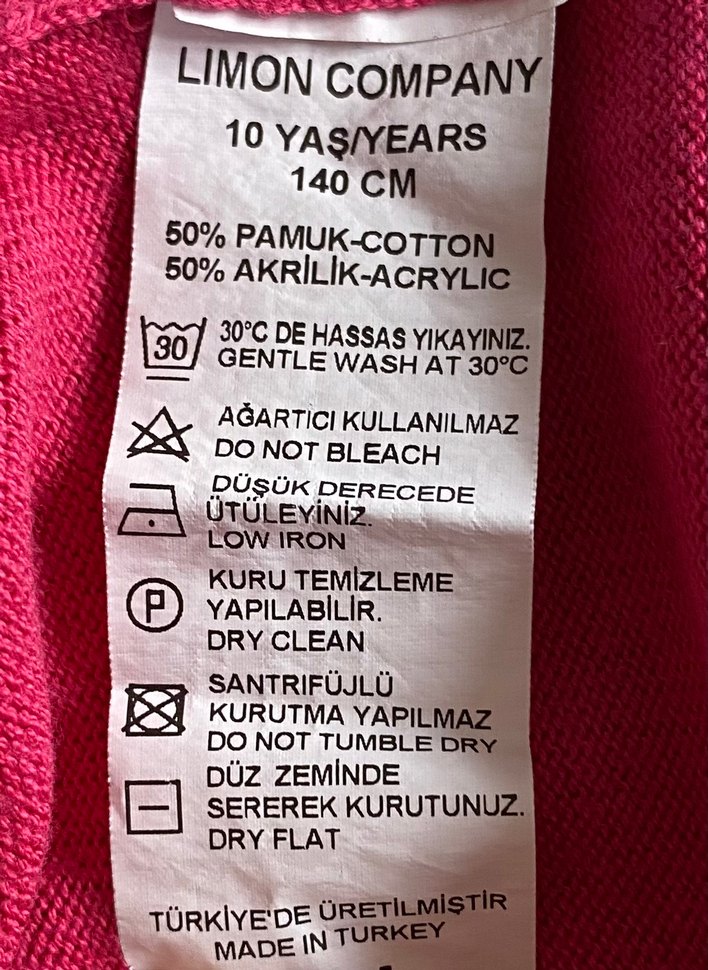 LIMON COMPANY
10 YAŞ/YEARS
140 CM
50% PAMUK-COTTON
50% AKRİLİK-ACRYLIC
30
30°C DE HASSAS YIKAYINIZ.
GENTLE WASH AT 30°C
AĞARTICI KULLANILMAZ
DO NOT BLEACH
DÜŞÜK DERECEDE
ÜTÜLEYİNİZ.
LOW IRON
P
KURU TEMİZLEME
YAPILABİLİR.
DRY CLEAN
SANTRIFÜJLÜ
KURUTMA YAPILMAZ
DO NOT TUMBLE DRY
DÜZ ZEMİNDE
SEREREK KURUTUNUZ.
DRY FLAT
TÜRKİYE'DE ÜRETİLMİŞTİR
MADE IN TURKEY